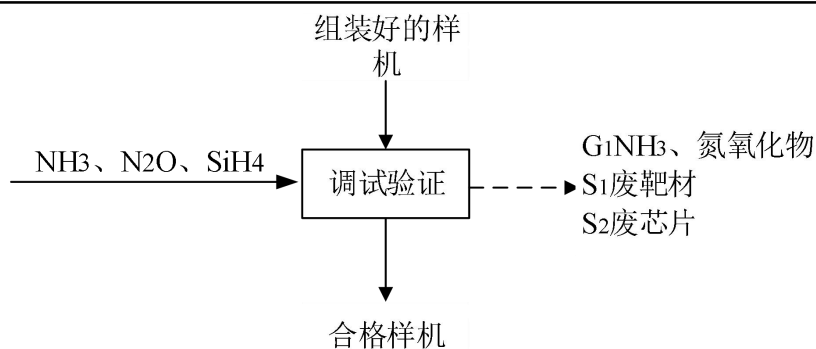 组装好的样
机
NH3、N2O、SiH4
调试验证
G1NH3、氮氧化物
S1废靶材
S2废芯片
合格样机